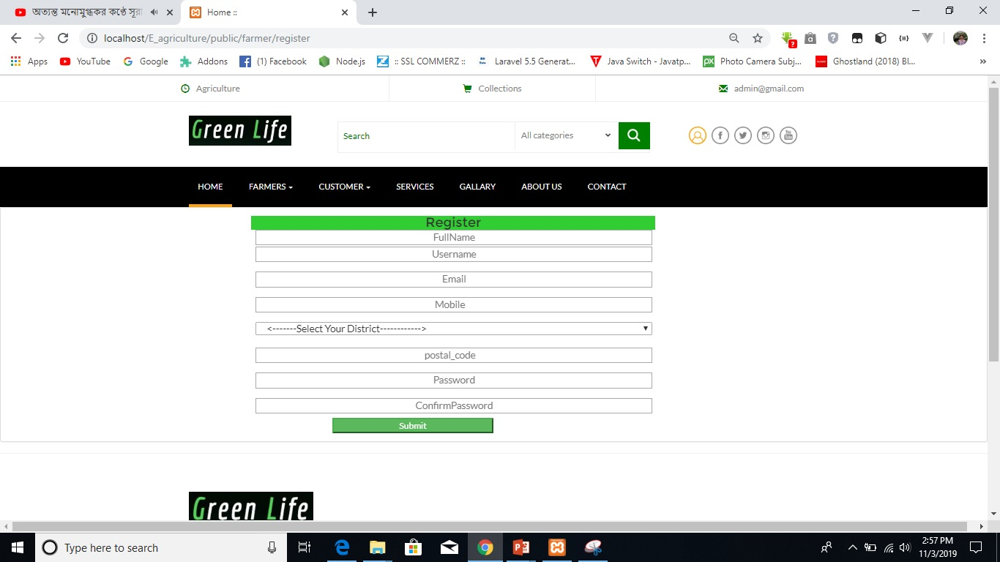 অত্যন্ত মনোমুগ্ধকর কণ্ঠে সূরা
Home ::
localhost/E_agriculture/public/farmer/register
Apps YouTube Google Addons (1) Facebook Node.js :: SSL COMMERZ :: Laravel 5.5 Generat... Java Switch - Javatp... Photo Camera Subj... Ghostland (2018) Bl... »
Agriculture Collections admin@gmail.com
Green Life
Search All categories
HOME FARMERS CUSTOMER SERVICES GALLARY ABOUT US CONTACT
Register
FullName
Username
Email
Mobile
<-------Select Your District------------>
postal_code
Password
ConfirmPassword
Submit
Green Life
Type here to search
2:57 PM
11/3/2019